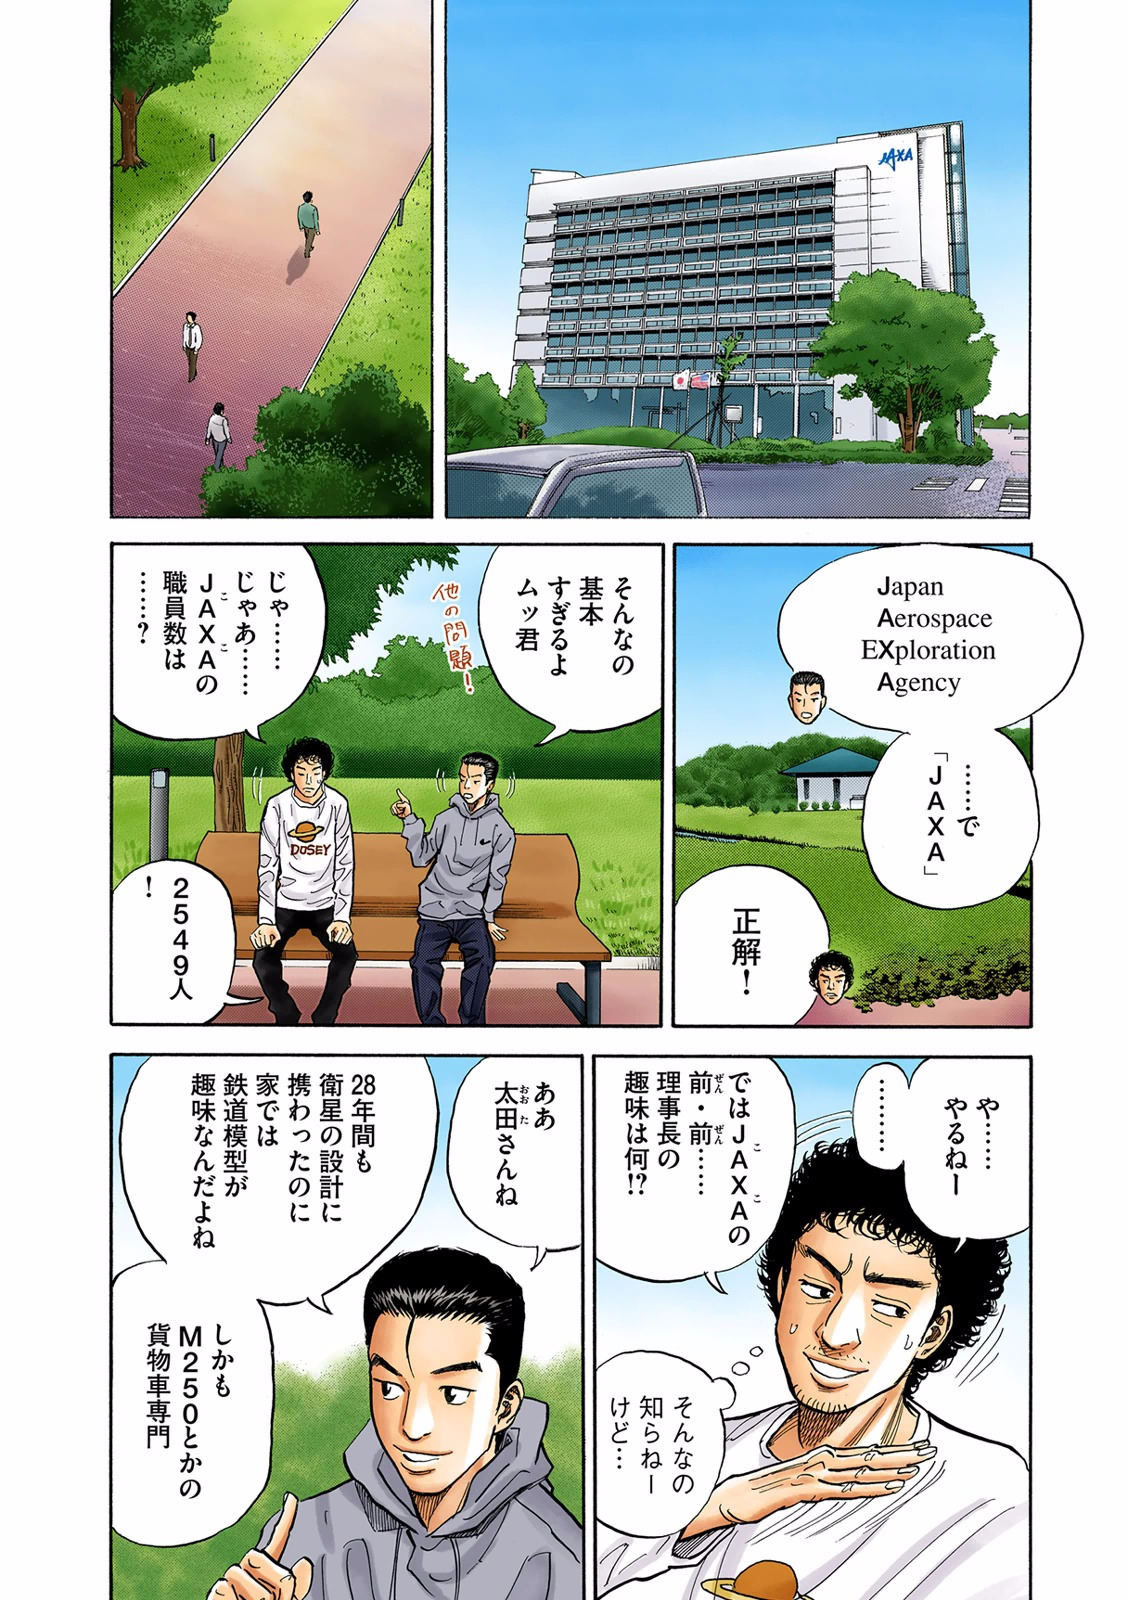 JAXA
Japan
Aerospace
EXploration
Agency
……で
「JAXA」
正解!
そんなの
基本
すぎるよ
ムッ君
他の問題!
じゃ……
じゃあ……
JAXAの
職員数は
……?
DOSEY
2549人
!
や……
やるねー
…………
ではJAXAの
前・前……
理事長の
趣味は何!?
そんなの
知らねー
けど…
ああ
太田さんね
28年間も
衛星の設計に
携わったのに
家では
鉄道模型が
趣味なんだよね
しかも
M250とかの
貨物車専門